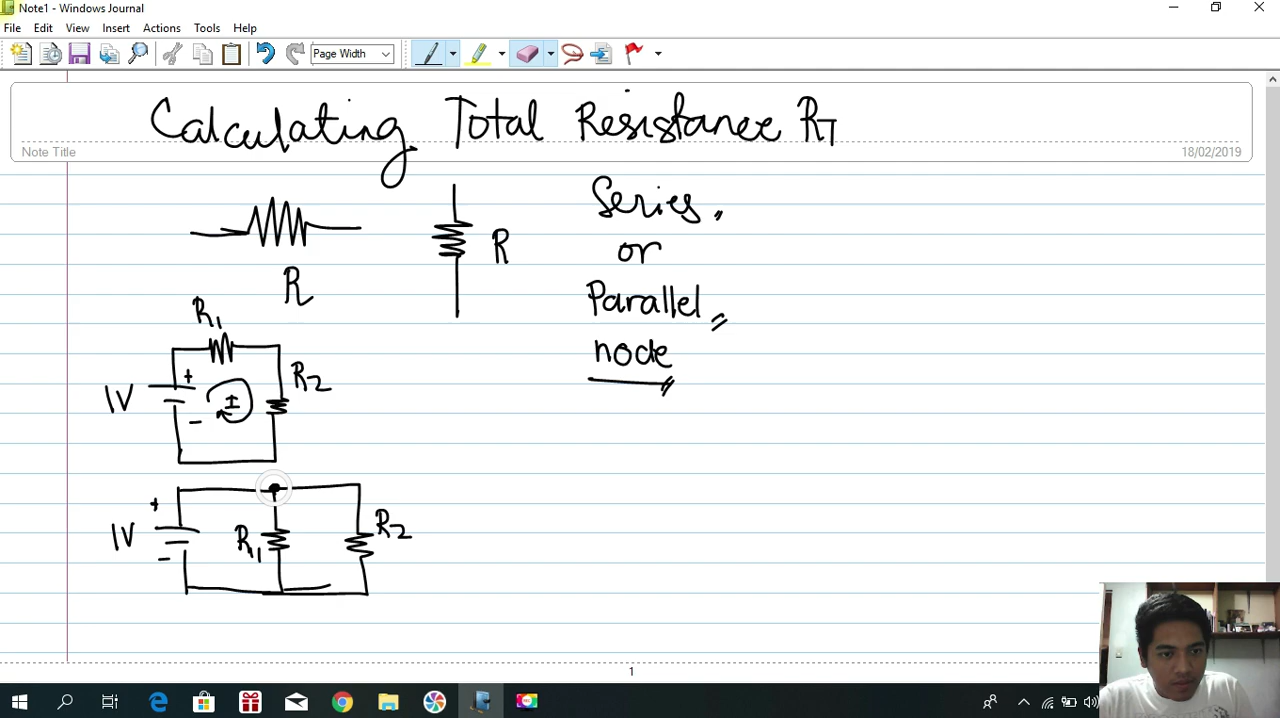 Note1 - Windows Journal
File Edit View Insert Actions Tools Help
Page Width
Calculating Total Resistance RT
Note Title
18/02/2019
Series.
or
Parallel
node
R
R
R1
R2
1V
+
-
I
+
1V
-
R1
R2
1